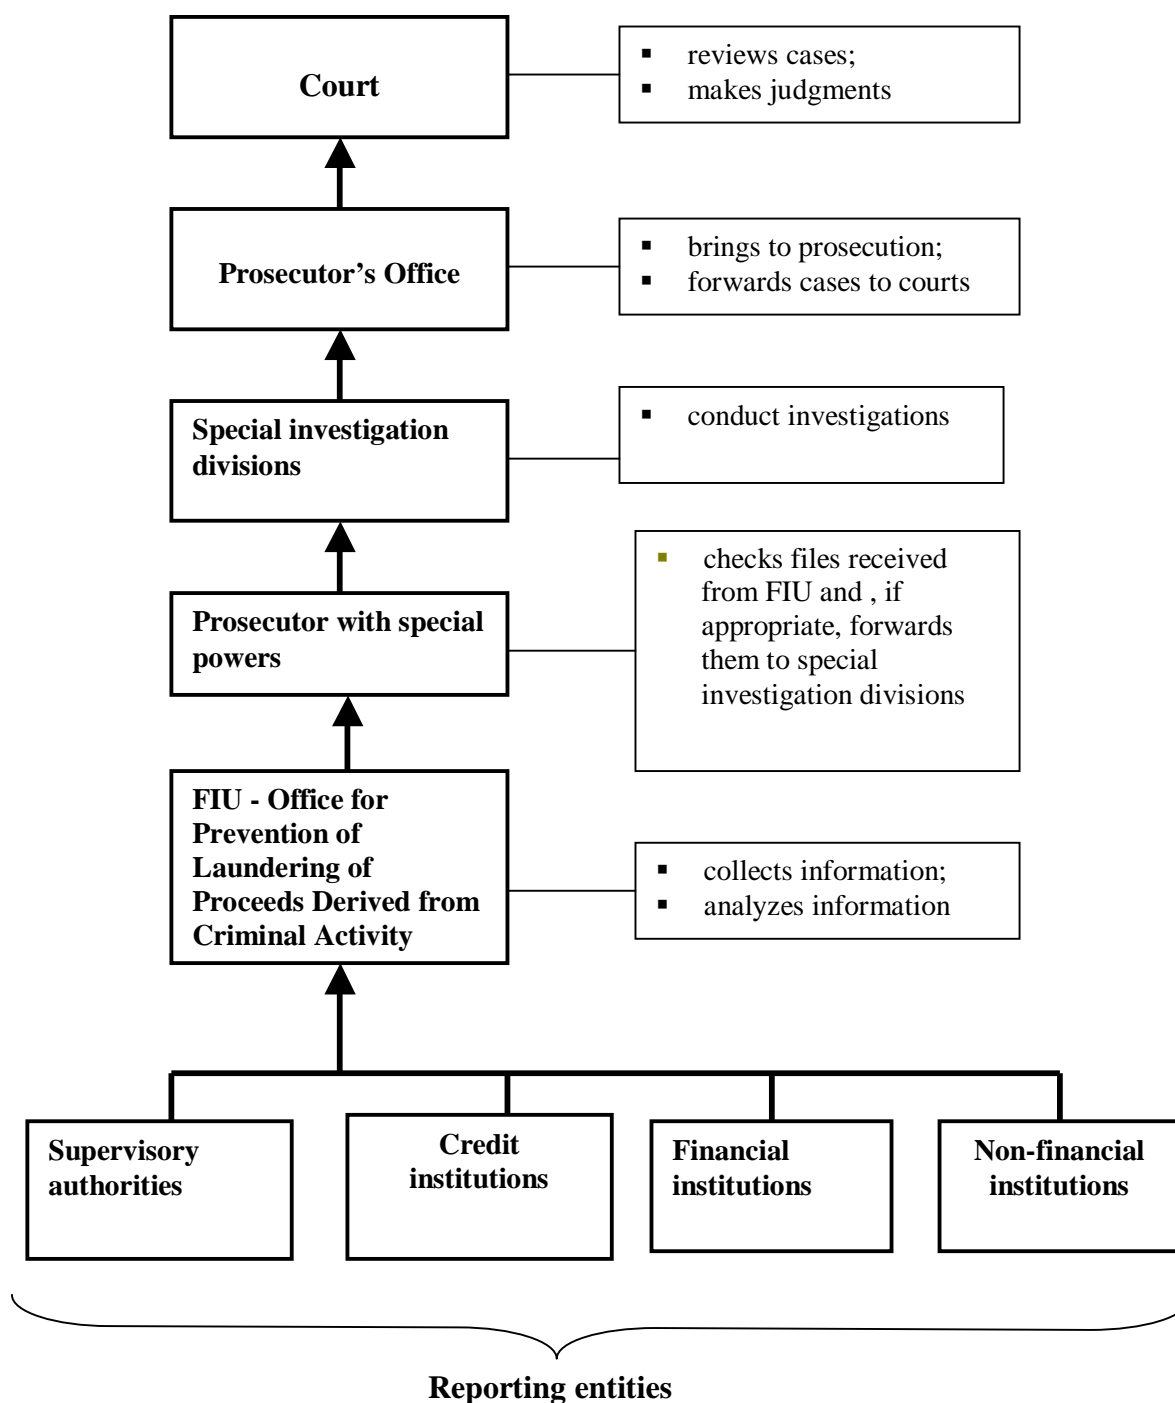 Court
▪ reviews cases;
▪ makes judgments
Prosecutor’s Office
▪ brings to prosecution;
▪ forwards cases to courts
Special investigation
divisions
▪ conduct investigations
Prosecutor with special
powers
▪ checks files received
from FIU and , if
appropriate, forwards
them to special
investigation divisions
FIU - Office for
Prevention of
Laundering of
Proceeds Derived from
Criminal Activity
▪ collects information;
▪ analyzes information
Supervisory
authorities
Credit
institutions
Financial
institutions
Non-financial
institutions
Reporting entities